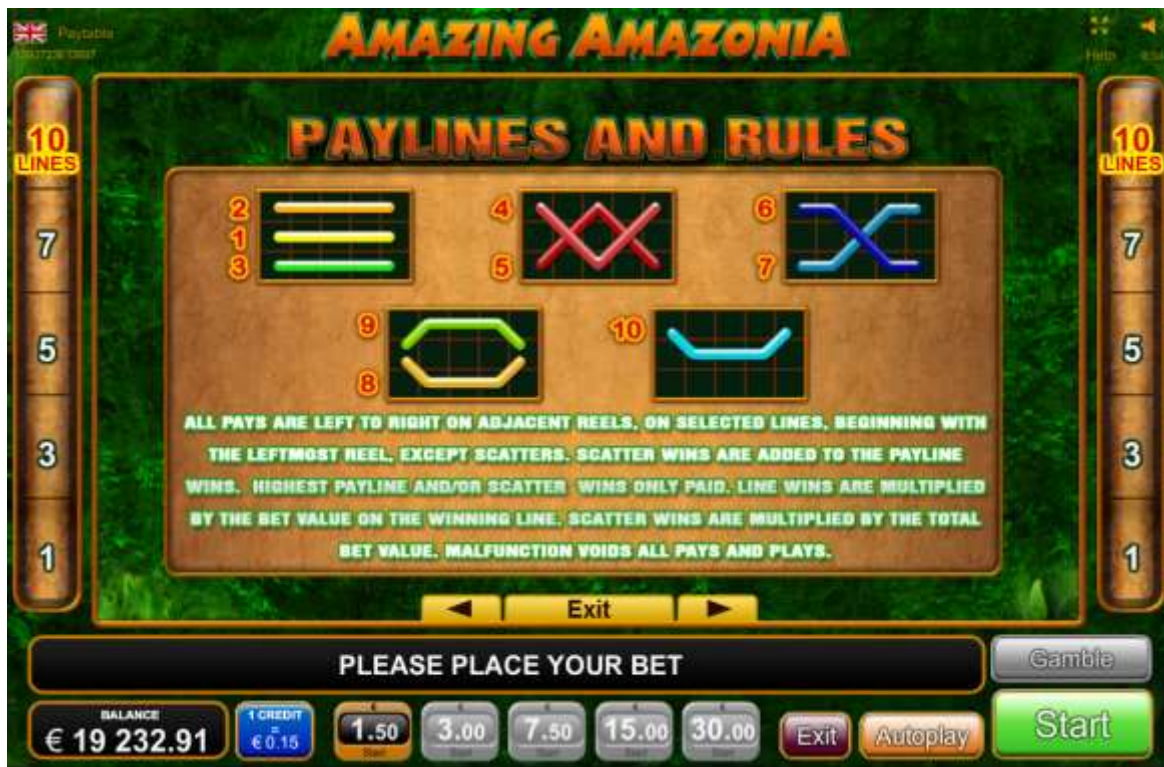 Paytable
AMAZING AMAZONIA
Help
PAYLINES AND RULES
10
LINES
7
5
3
1
2
1
3
4
5
6
7
9
8
10
ALL PAYS ARE LEFT TO RIGHT ON ADJACENT REELS, ON SELECTED LINES, BEGINNING WITH
THE LEFTMOST REEL, EXCEPT SCATTERS. SCATTER WINS ARE ADDED TO THE PAYLINE
WINS. HIGHEST PAYLINE AND/OR SCATTER WINS ONLY PAID. LINE WINS ARE MULTIPLIED
BY THE BET VALUE ON THE WINNING LINE. SCATTER WINS ARE MULTIPLIED BY THE TOTAL
BET VALUE. MALFUNCTION VOIDS ALL PAYS AND PLAYS.
10
LINES
7
5
3
1
◄ Exit ►
PLEASE PLACE YOUR BET
Gamble
BALANCE
€ 19 232.91
1 CREDIT
=
€ 0.15
€ 1.50
€ 3.00
€ 7.50
€ 15.00
€ 30.00
Exit
Autoplay
Start